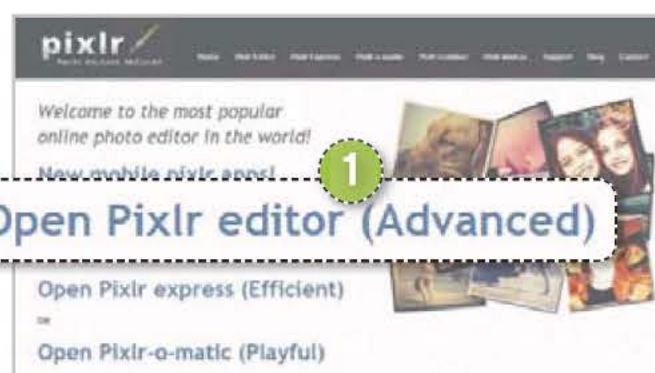 pixlr
Welcome to the most popular
online photo editor in the world!
New mobile pixlr apps!
1
Open Pixlr editor (Advanced)
Open Pixlr express (Efficient)
Open Pixlr-o-matic (Playful)